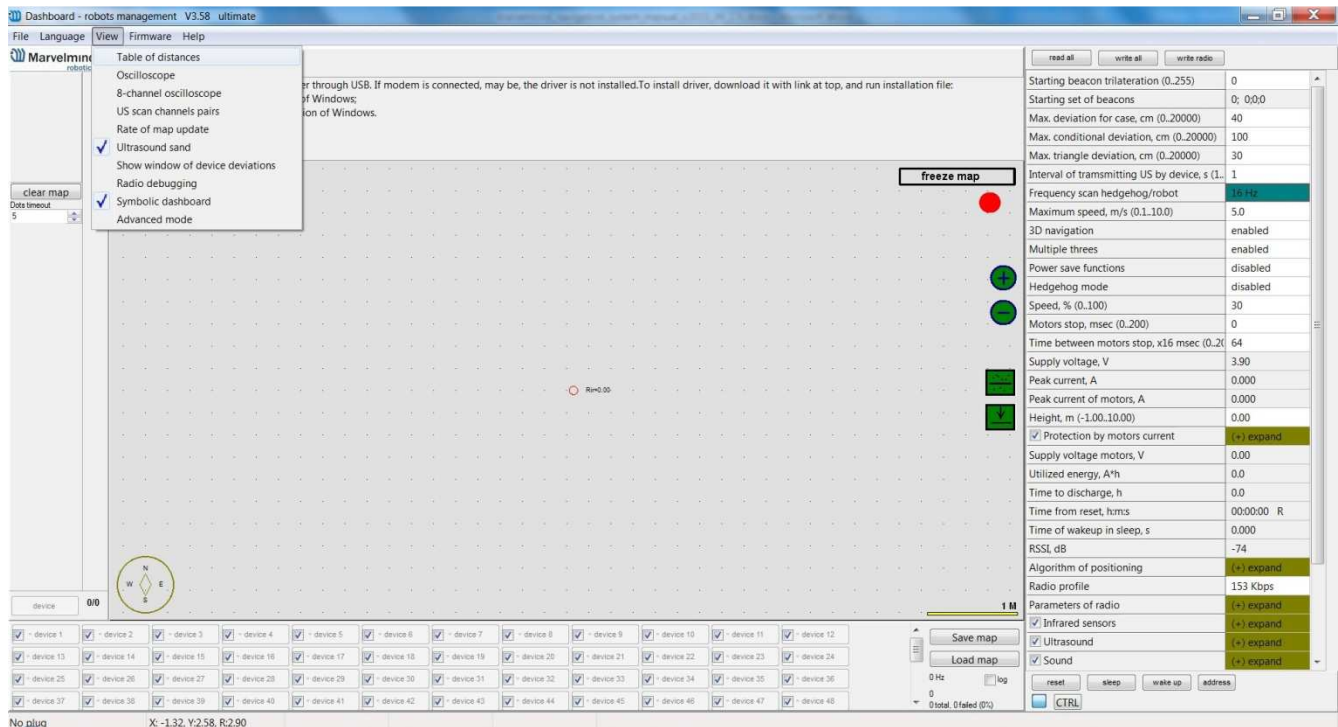 Dashboard - robots management V3.58 ultimate
File Language View Firmware Help
Marvelmind
robotic
Table of distances
Oscilloscope
8-channel oscilloscope
US scan channels pairs
Rate of map update
Ultrasound sand
Show window of device deviations
Radio debugging
Symbolic dashboard
Advanced mode
er through USB. If modem is connected, may be, the driver is not installed.To install driver, download it with link at top, and run installation file:
of Windows;
ion of Windows.
clear map
Dots timeout
5
freeze map
Rir=0.00
N
W E
S
1 M
device 0/0
read all write all write radio
Starting beacon trilateration (0..255) 0
Starting set of beacons 0; 0;0;0
Max. deviation for case, cm (0..20000) 40
Max. conditional deviation, cm (0..20000) 100
Max. triangle deviation, cm (0..20000) 30
Interval of tramsmitting US by device, s (1.. 1
Frequency scan hedgehog/robot 16 Hz
Maximum speed, m/s (0.1..10.0) 5.0
3D navigation enabled
Multiple threes enabled
Power save functions disabled
Hedgehog mode disabled
Speed, % (0..100) 30
Motors stop, msec (0..200) 0
Time between motors stop, x16 msec (0..20 64
Supply voltage, V 3.90
Peak current, A 0.000
Peak current of motors, A 0.000
Height, m (-1.00..10.00) 0.00
Protection by motors current (+) expand
Supply voltage motors, V 0.00
Utilized energy, A*h 0.0
Time to discharge, h 0.0
Time from reset, h:m:s 00:00:00 R
Time of wakeup in sleep, s 0.000
RSSI, dB -74
Algorithm of positioning (+) expand
Radio profile 153 Kbps
Parameters of radio (+) expand
Infrared sensors (+) expand
Ultrasound (+) expand
Sound (+) expand
reset sleep wake up address
CTRL
- device 1 - device 2 - device 3 - device 4 - device 5 - device 6 - device 7 - device 8 - device 9 - device 10 - device 11 - device 12
- device 13 - device 14 - device 15 - device 16 - device 17 - device 18 - device 19 - device 20 - device 21 - device 22 - device 23 - device 24
- device 25 - device 26 - device 27 - device 28 - device 29 - device 30 - device 31 - device 32 - device 33 - device 34 - device 35 - device 36
- device 37 - device 38 - device 39 - device 40 - device 41 - device 42 - device 43 - device 44 - device 45 - device 46 - device 47 - device 48
Save map
Load map
0 Hz log
0
0 total, 0 failed (0%)
No plug X: -1.32, Y:2.58, R:2.90